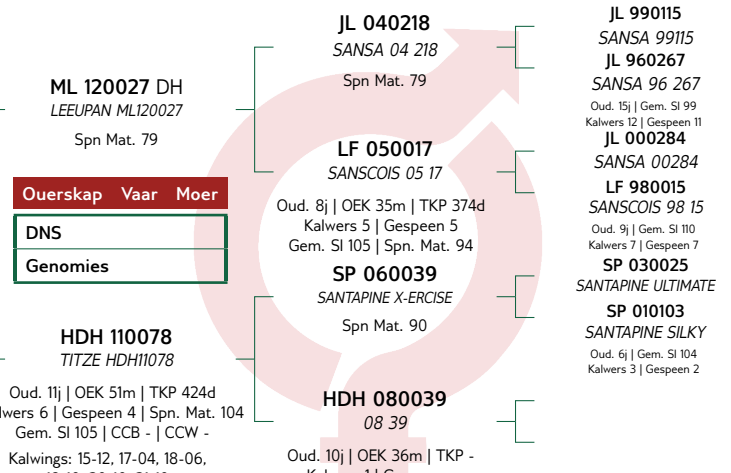 ML 120027 DH
LEEUPAN ML120027
Spn Mat. 79
Ouerskap Vaar Moer
DNS
Genomies
HDH 110078
TITZE HDH11078
Oud. 11j | OEK 51m | TKP 424d
lwers 6 | Gespeen 4 | Spn. Mat. 104
Gem. SI 105 | CCB - | CCW -
Kalwings: 15-12, 17-04, 18-06,
JL 040218
SANSA 04 218
Spn Mat. 79
LF 050017
SANSCOIS 05 17
Oud. 8j | OEK 35m | TKP 374d
Kalwers 5 | Gespeen 5
Gem. SI 105 | Spn. Mat. 94
SP 060039
SANTAPINE X-ERCISE
Spn Mat. 90
HDH 080039
08 39
Oud. 10j | OEK 36m | TKP -
JL 990115
SANSA 99115
JL 960267
SANSA 96 267
Oud. 15j | Gem. SI 99
Kalwers 12 | Gespeen 11
JL 000284
SANSA 00284
LF 980015
SANSCOIS 98 15
Oud. 9j | Gem. SI 110
Kalwers 7 | Gespeen 7
SP 030025
SANTAPINE ULTIMATE
SP 010103
SANTAPINE SILKY
Oud. 6j | Gem. SI 104
Kalwers 3 | Gespeen 2